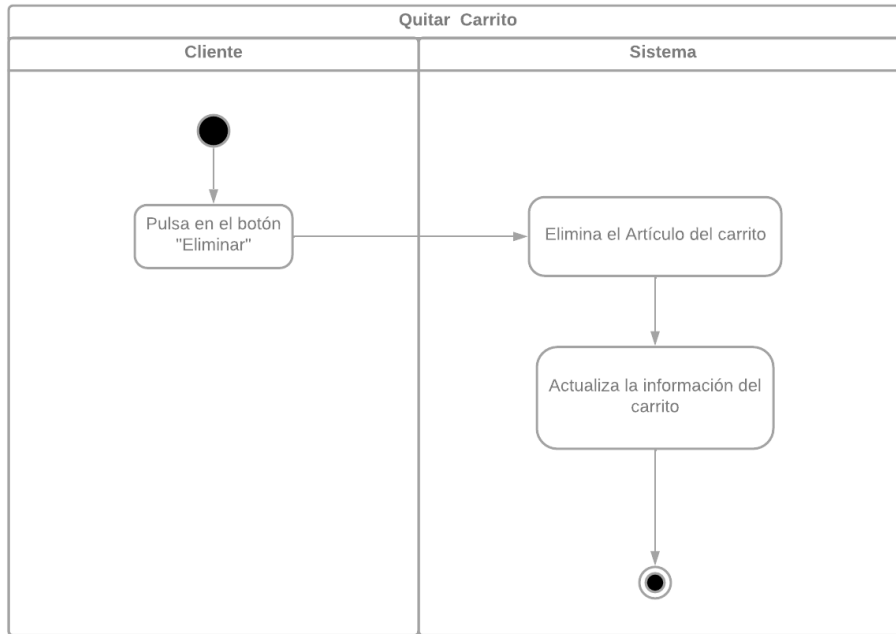 Quitar  Carrito
Cliente
Sistema
Pulsa en el botón
"Eliminar"
Elimina el Artículo del carrito
Actualiza la información del
carrito